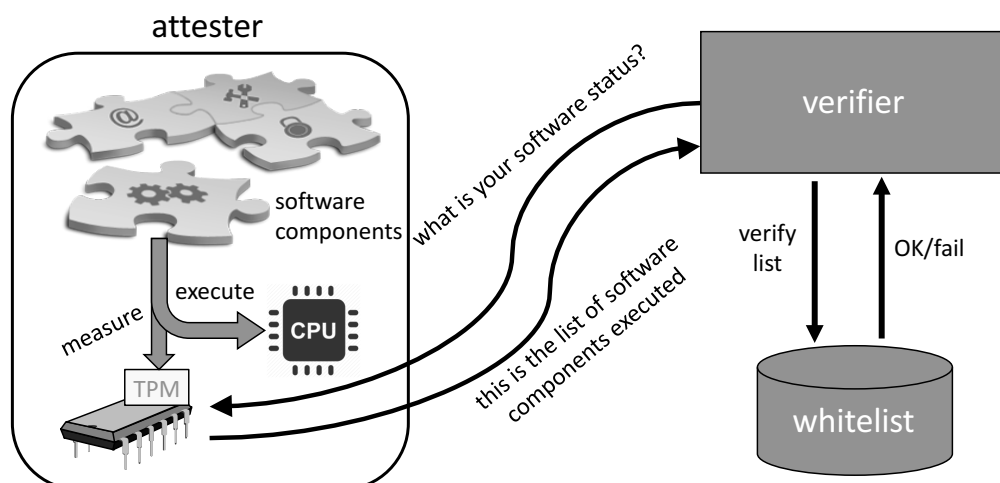 attester
@
software
components
execute
measure
CPU
TPM
what is your software status?
this is the list of software
components executed
verifier
verify
list
OK/fail
whitelist